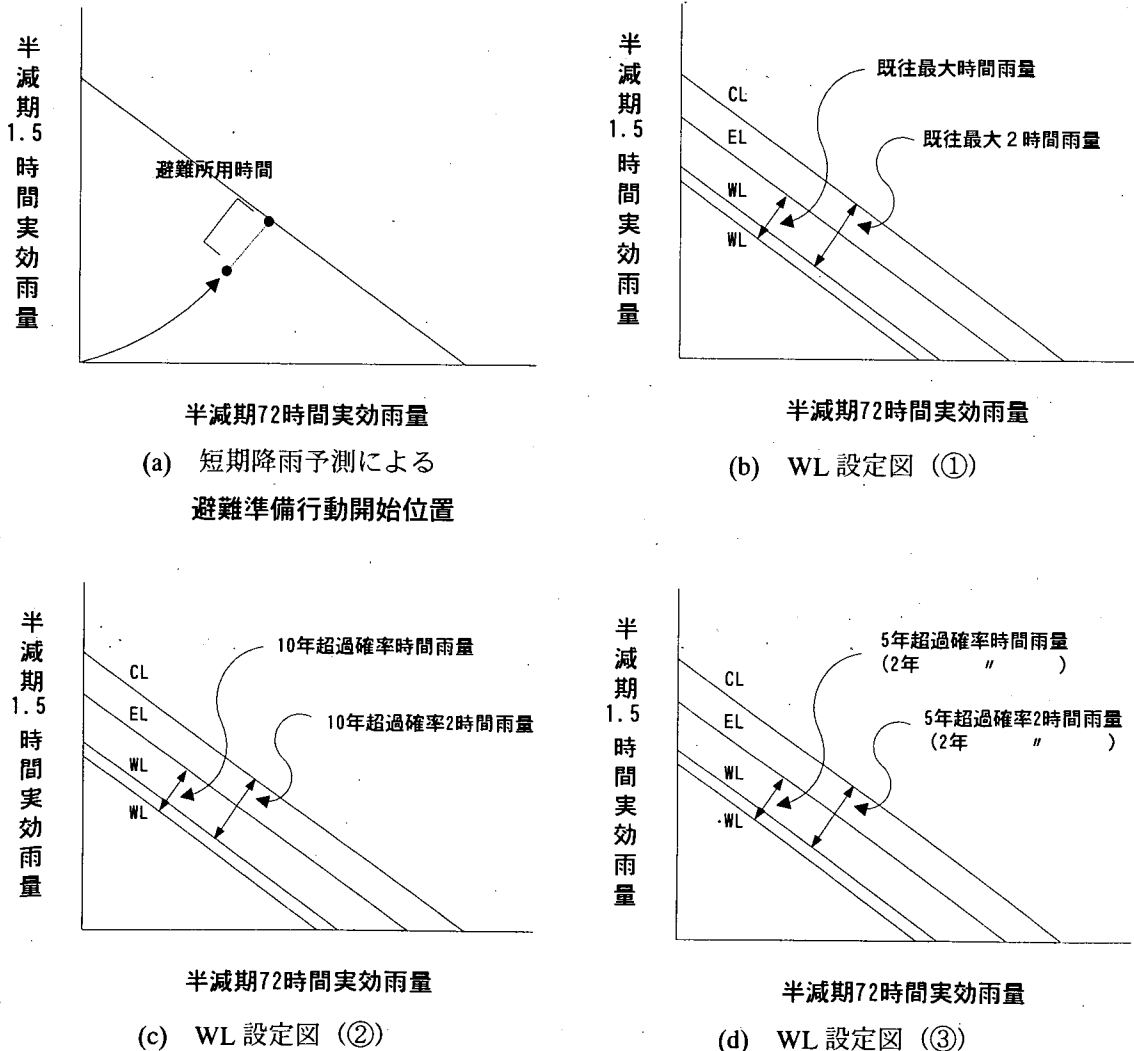 半減期1.5時間実効雨量
避難所用時間
半減期72時間実効雨量
(a) 短期降雨予測による
避難準備行動開始位置
半減期1.5時間実効雨量
既往最大時間雨量
CL
既往最大２時間雨量
EL
WL
WL
半減期72時間実効雨量
(b) WL 設定図（①）
半減期1.5時間実効雨量
10年超過確率時間雨量
CL
10年超過確率2時間雨量
EL
WL
WL
半減期72時間実効雨量
(c) WL 設定図（②）
半減期1.5時間実効雨量
5年超過確率時間雨量
(2年 〃 )
CL
5年超過確率2時間雨量
(2年 〃 )
EL
WL
WL
半減期72時間実効雨量
(d) WL 設定図（③）